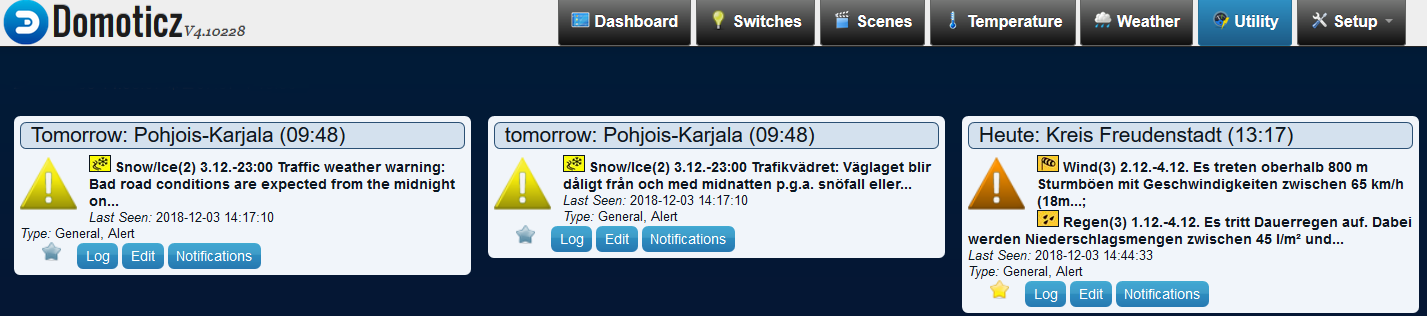 Domoticz V4.10228
Dashboard
Switches
Scenes
Temperature
Weather
Utility
Setup
Tomorrow: Pohjois-Karjala (09:48)
Snow/Ice(2) 3.12.-23:00 Traffic weather warning:
Bad road conditions are expected from the midnight
on...
Last Seen: 2018-12-03 14:17:10
Type: General, Alert
Log Edit Notifications
tomorrow: Pohjois-Karjala (09:48)
Snow/Ice(2) 3.12.-23:00 Trafikvädret: Väglaget blir
dåligt från och med midnatten p.g.a. snöfall eller...
Last Seen: 2018-12-03 14:17:10
Type: General, Alert
Log Edit Notifications
Heute: Kreis Freudenstadt (13:17)
Wind(3) 2.12.-4.12. Es treten oberhalb 800 m
Sturmböen mit Geschwindigkeiten zwischen 65 km/h
(18m...;
Regen(3) 1.12.-4.12. Es tritt Dauerregen auf. Dabei
werden Niederschlagsmengen zwischen 45 l/m² und...
Last Seen: 2018-12-03 14:44:33
Type: General, Alert
Log Edit Notifications